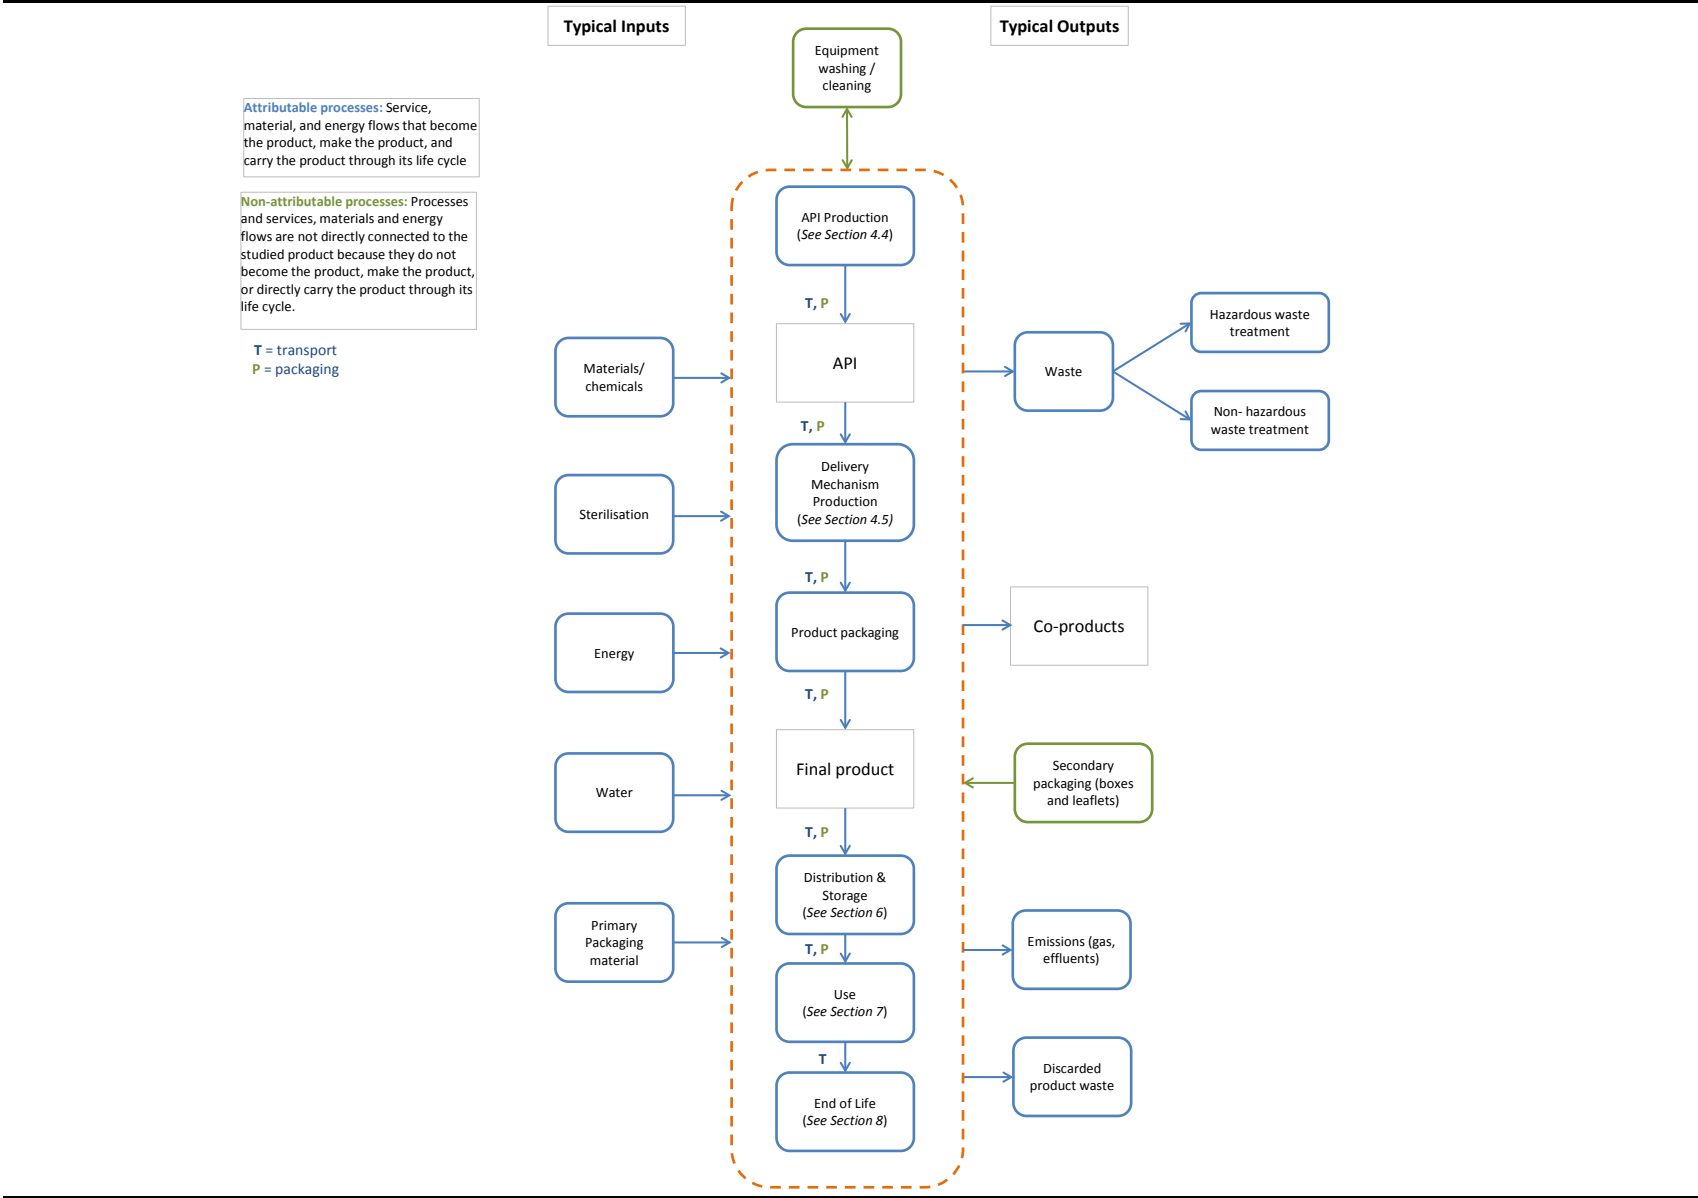 Typical Inputs
Typical Outputs
Equipment
washing /
cleaning
Attributable processes: Service,
material, and energy flows that become
the product, make the product, and
carry the product through its life cycle
Non-attributable processes: Processes
and services, materials and energy
flows are not directly connected to the
studied product because they do not
become the product, make the product,
or directly carry the product through its
life cycle.
T = transport
P = packaging
API Production
(See Section 4.4)
T, P
API
T, P
Delivery
Mechanism
Production
(See Section 4.5)
T, P
Product packaging
T, P
Final product
T, P
Distribution &
Storage
(See Section 6)
T, P
Use
(See Section 7)
T
End of Life
(See Section 8)
Materials/
chemicals
Sterilisation
Energy
Water
Primary
Packaging
material
Waste
Hazardous waste
treatment
Non- hazardous
waste treatment
Co-products
Secondary
packaging (boxes
and leaflets)
Emissions (gas,
effluents)
Discarded
product waste